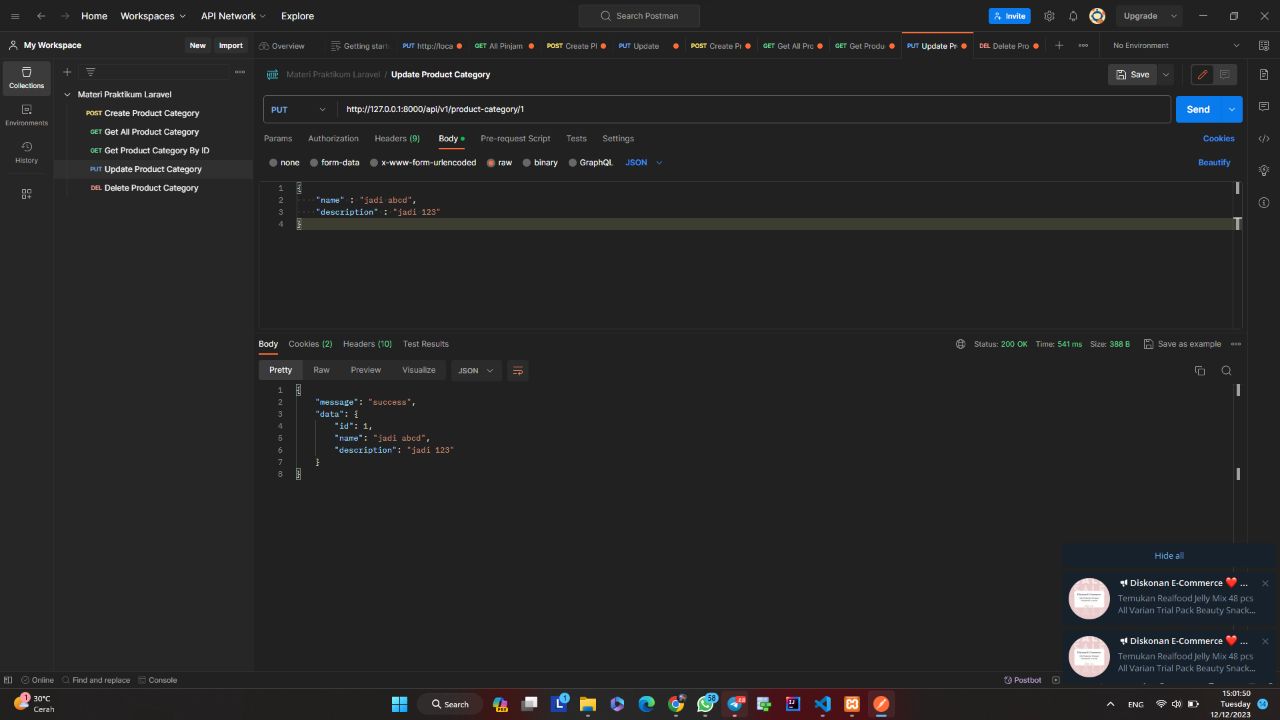 Home Workspaces API Network Explore Search Postman Invite Upgrade
My Workspace New Import Overview Getting start PUT http://loca GET All Pinjam POST Create Pl PUT Update POST Create Pr GET Get All Pro GET Get Produ PUT Update Pr DEL Delete Pro No Environment
Collections
Environments
History
Materi Praktikum Laravel
POST Create Product Category
GET Get All Product Category
GET Get Product Category By ID
PUT Update Product Category
DEL Delete Product Category
HTTP Materi Praktikum Laravel / Update Product Category Save
PUT http://127.0.0.1:8000/api/v1/product-category/1 Send
Params Authorization Headers (9) Body Pre-request Script Tests Settings Cookies
none form-data x-www-form-urlencoded raw binary GraphQL JSON Beautify
1 {
2 "name" : "jadi abcd",
3 "description" : "jadi 123"
4 }
Body Cookies (2) Headers (10) Test Results Status: 200 OK Time: 541 ms Size: 388 B Save as example
Pretty Raw Preview Visualize JSON
1 {
2 "message": "success",
3 "data": {
4 "id": 1,
5 "name": "jadi abcd",
6 "description": "jadi 123"
7 }
8 }
Hide all
Diskonan E-Commerce ❤️ ...
Temukan Realfood Jelly Mix 48 pcs
All Varian Trial Pack Beauty Snack...
Diskonan E-Commerce ❤️ ...
Temukan Realfood Jelly Mix 48 pcs
All Varian Trial Pack Beauty Snack...
Online Find and replace Console Postbot
1 30°C
Cerah
Search
1
58
ENG
15:01:50
Tuesday
12/12/2023